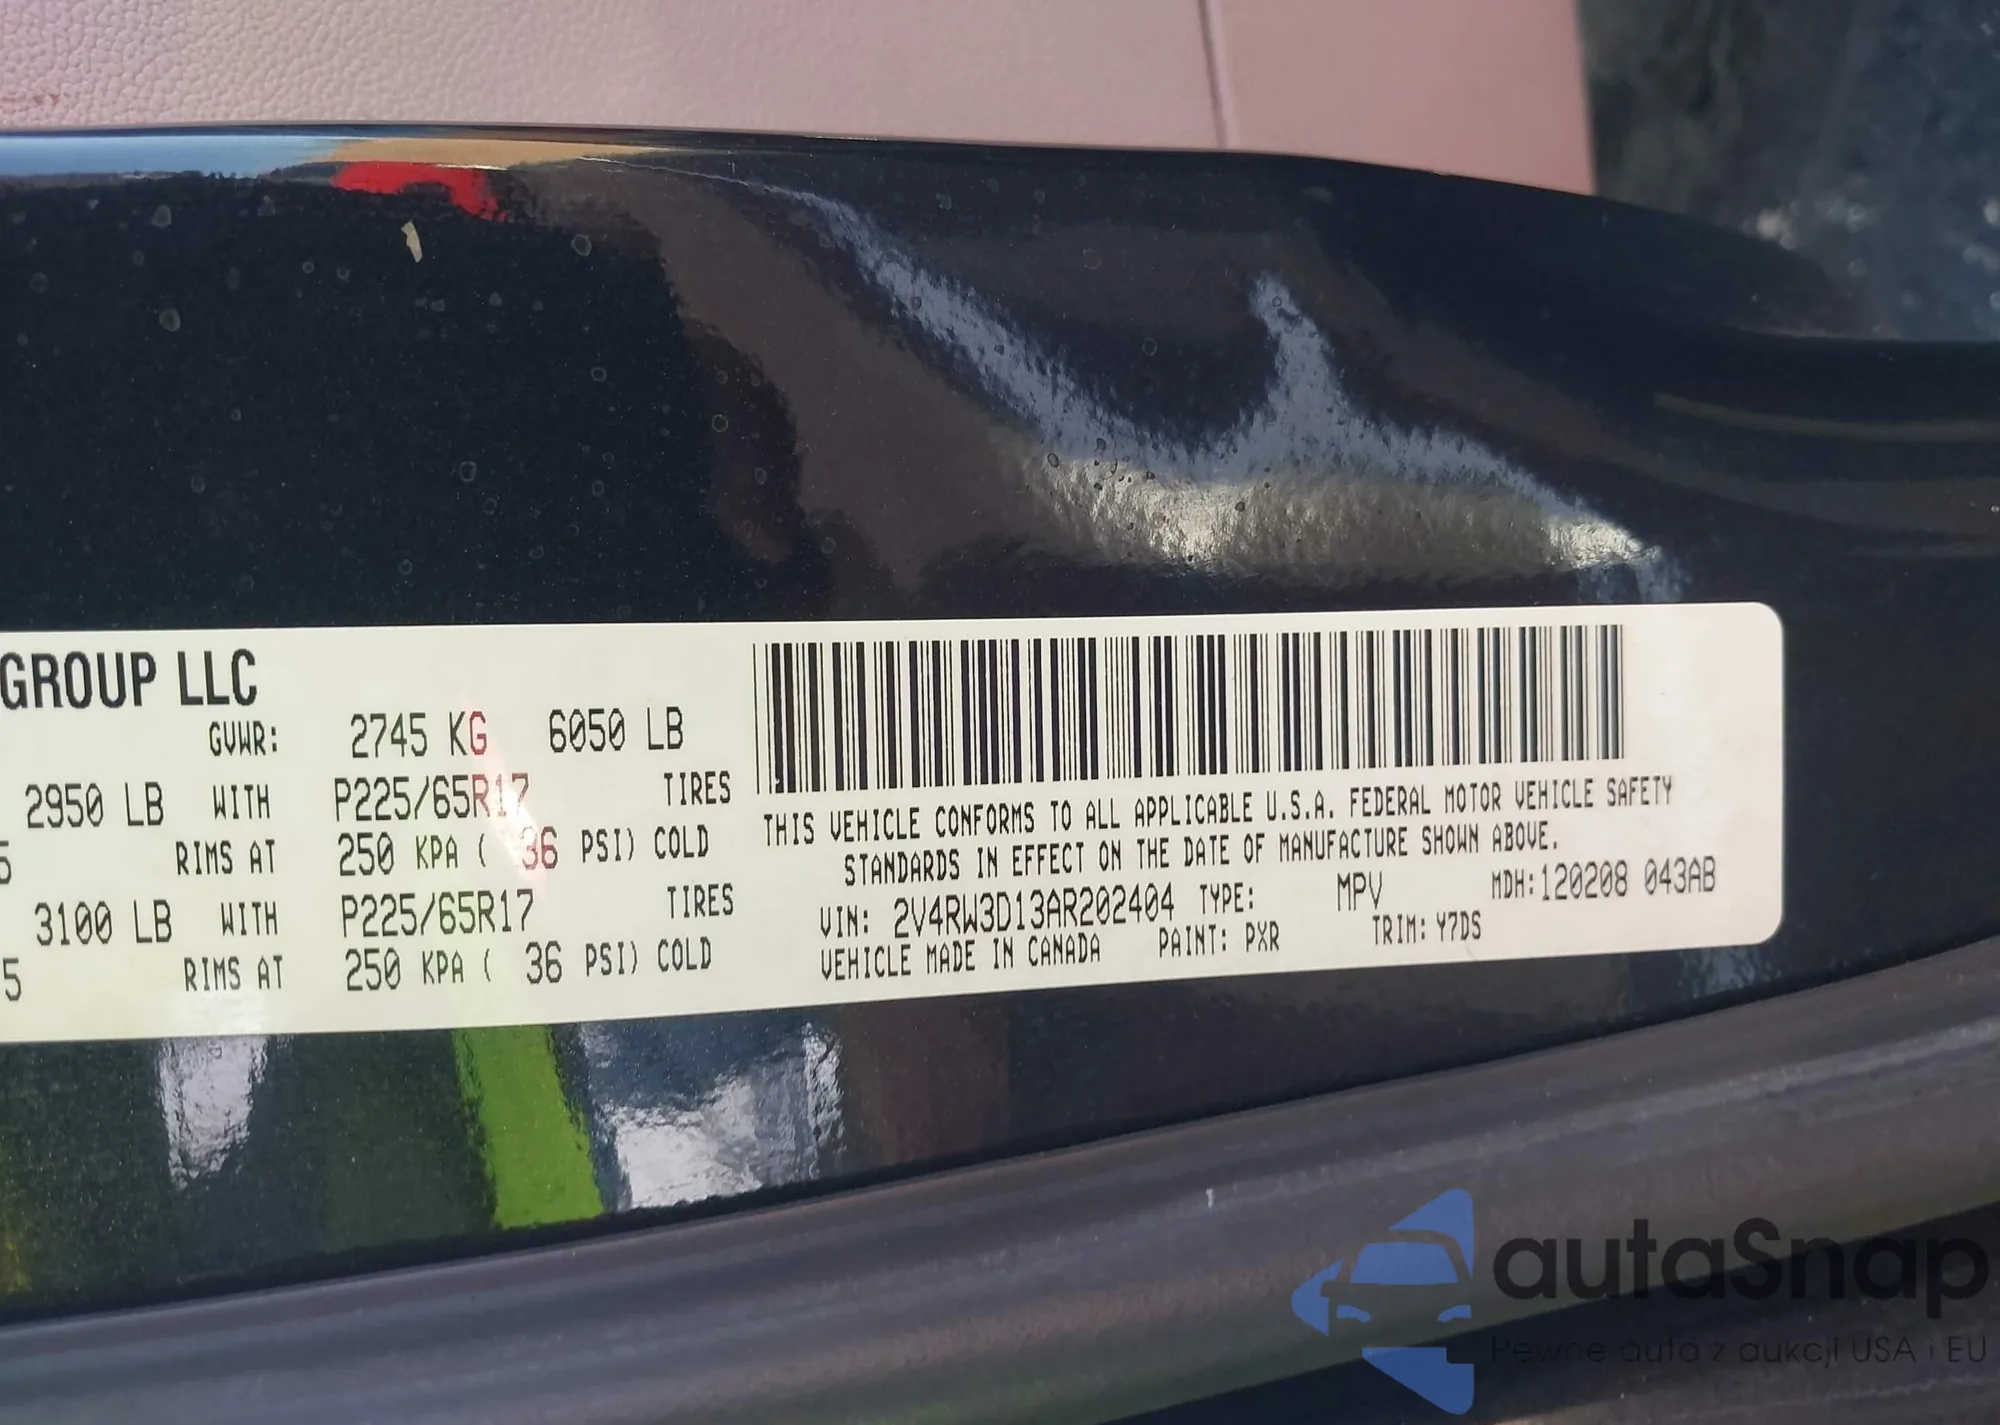 GROUP LLC
GVWR: 2745 KG 6050 LB
2950 LB WITH P225/65R17 TIRES
5 RIMS AT 250 KPA ( 36 PSI) COLD
3100 LB WITH P225/65R17 TIRES
5 RIMS AT 250 KPA ( 36 PSI) COLD
THIS VEHICLE CONFORMS TO ALL APPLICABLE U.S.A. FEDERAL MOTOR VEHICLE SAFETY
STANDARDS IN EFFECT ON THE DATE OF MANUFACTURE SHOWN ABOVE.
VIN: 2V4RW3D13AR202404 TYPE: MPV MDH:120208 043AB
VEHICLE MADE IN CANADA PAINT: PXR TRIM: Y7DS
autaSnap
Pewne auta z aukcji USA i EU